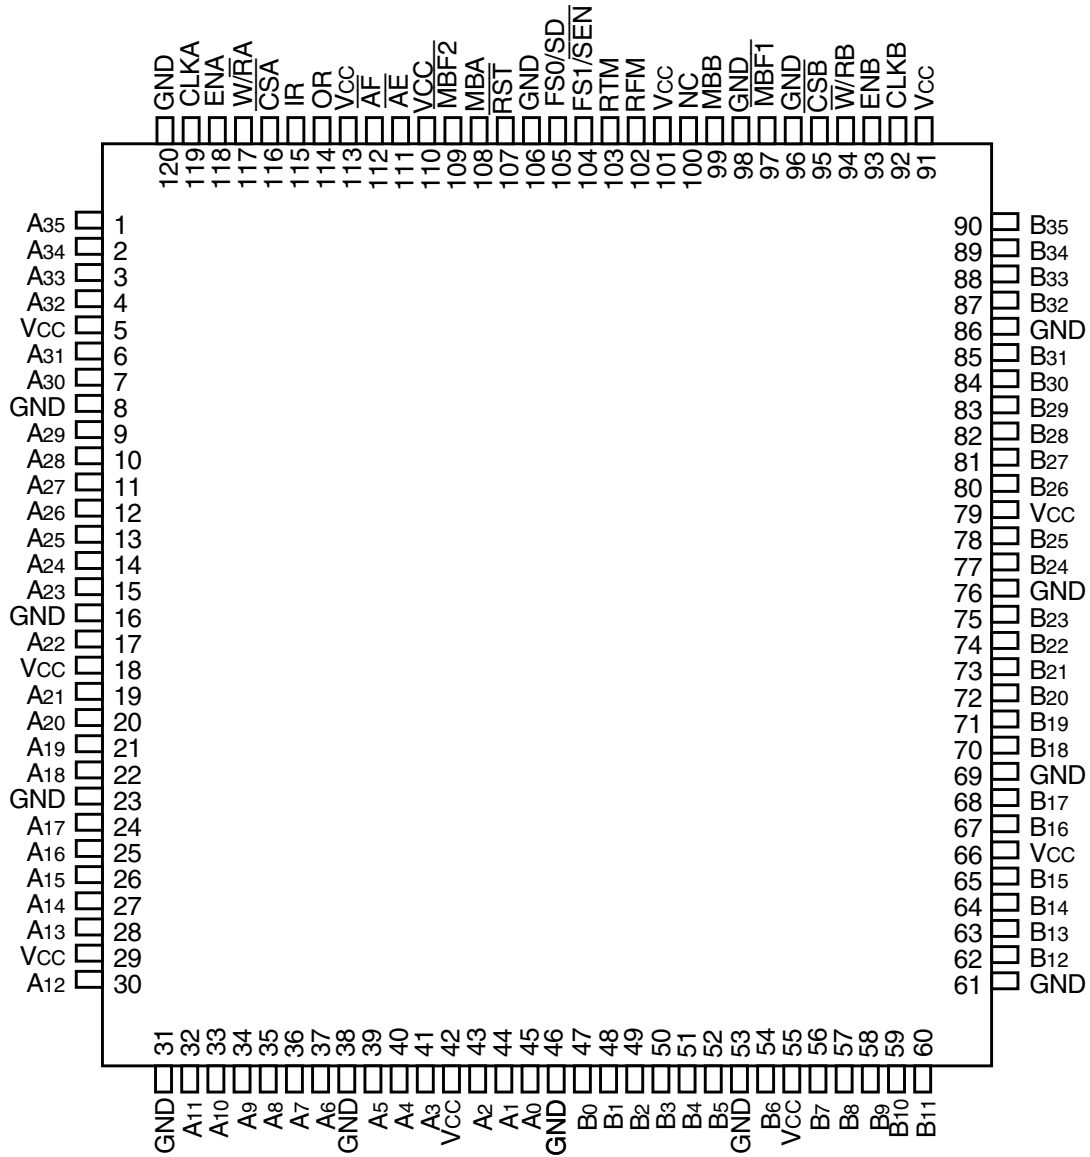 GND
CLKA
ENA
W/R̅A
C̅S̅A̅
IR
OR
VCC
A̅F̅
A̅E̅
VCC
M̅B̅F̅2̅
MBA
R̅S̅T̅
GND
FS0/SD
FS1/S̅E̅N̅
RTM
RFM
VCC
NC
MBB
GND
M̅B̅F̅1̅
GND
C̅S̅B̅
W̅/RB
ENB
CLKB
VCC
120
119
118
117
116
115
114
113
112
111
110
109
108
107
106
105
104
103
102
101
100
99
98
97
96
95
94
93
92
91
A35 1 90 B35
A34 2 89 B34
A33 3 88 B33
A32 4 87 B32
VCC 5 86 GND
A31 6 85 B31
A30 7 84 B30
GND 8 83 B29
A29 9 82 B28
A28 10 81 B27
A27 11 80 B26
A26 12 79 VCC
A25 13 78 B25
A24 14 77 B24
A23 15 76 GND
GND 16 75 B23
A22 17 74 B22
VCC 18 73 B21
A21 19 72 B20
A20 20 71 B19
A19 21 70 B18
A18 22 69 GND
GND 23 68 B17
A17 24 67 B16
A16 25 66 VCC
A15 26 65 B15
A14 27 64 B14
A13 28 63 B13
VCC 29 62 B12
A12 30 61 GND
31
32
33
34
35
36
37
38
39
40
41
42
43
44
45
46
47
48
49
50
51
52
53
54
55
56
57
58
59
60
GND
A11
A10
A9
A8
A7
A6
GND
A5
A4
A3
VCC
A2
A1
A0
GND
B0
B1
B2
B3
B4
B5
GND
B6
VCC
B7
B8
B9
B10
B11